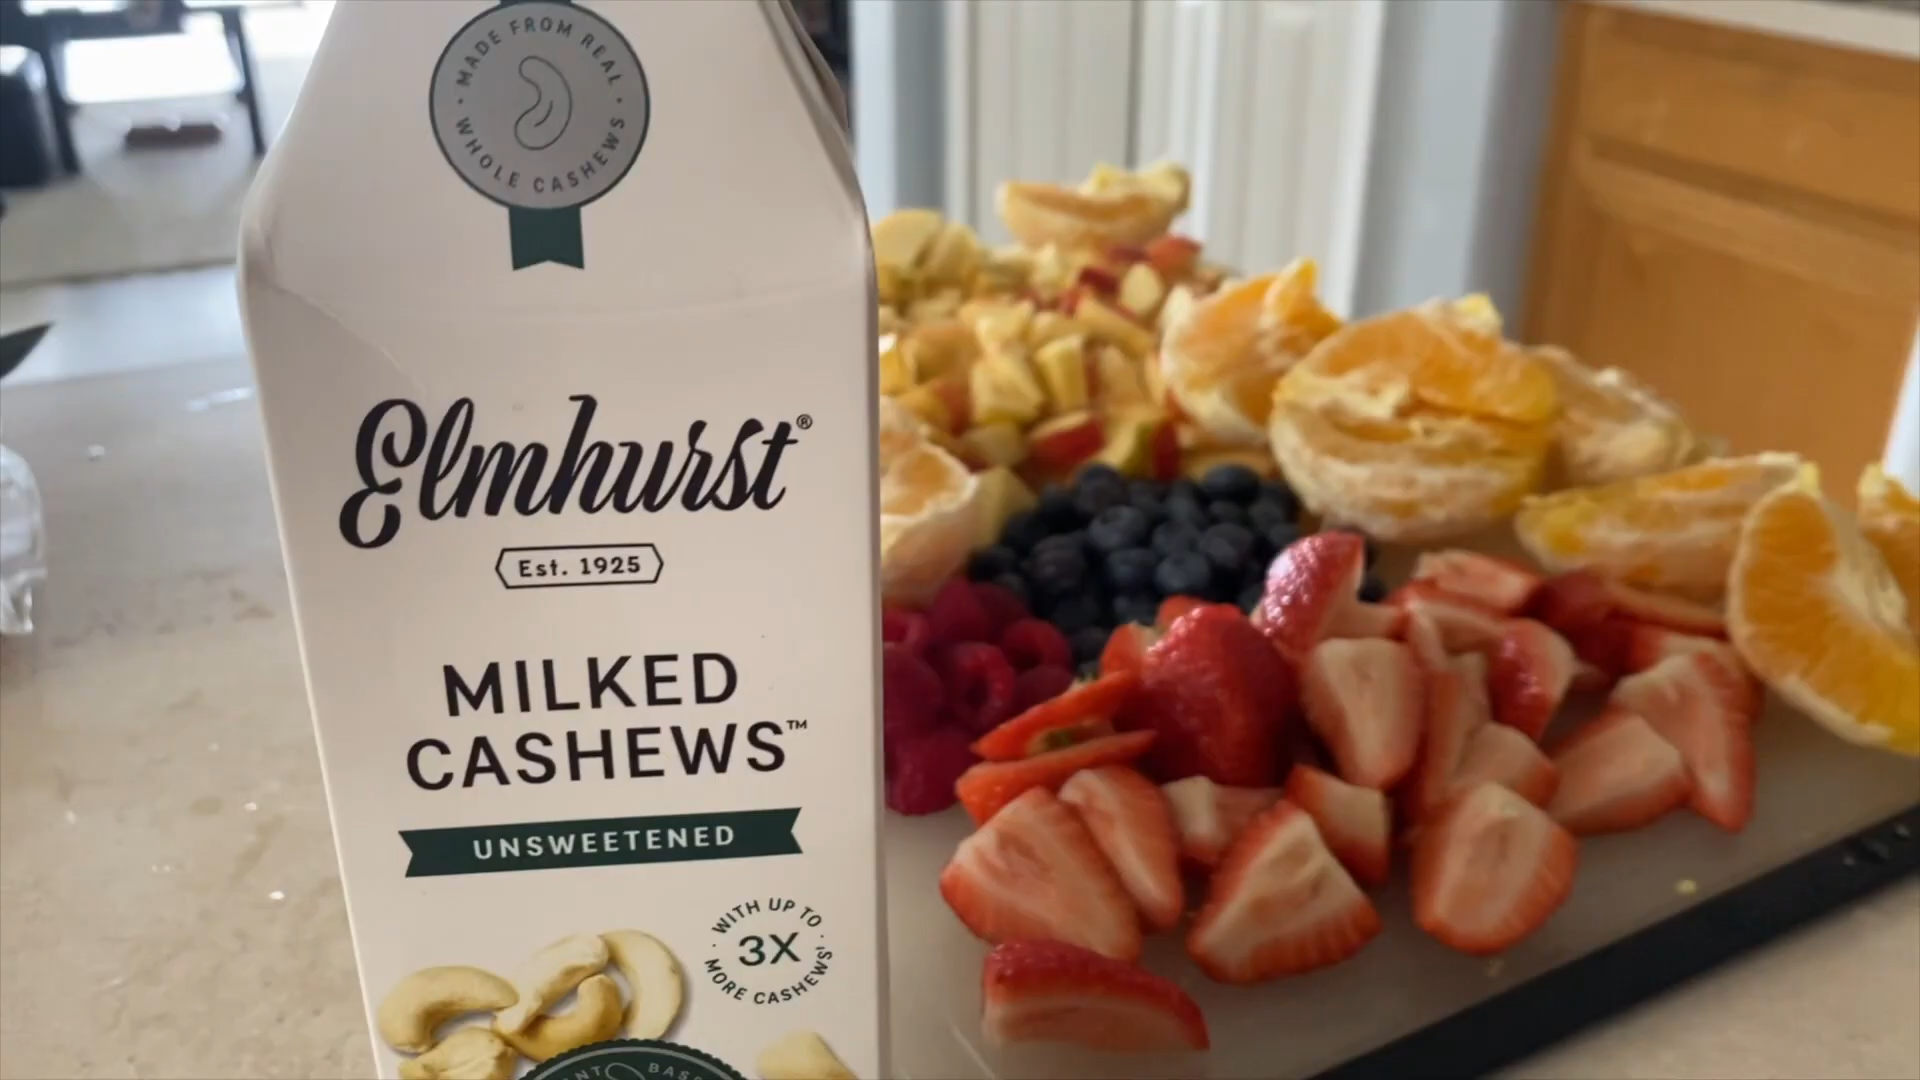 MADE FROM REAL
WHOLE CASHEWS
Elmhurst®
Est. 1925
MILKED
CASHEWS™
UNSWEETENED
WITH UP TO
3X
MORE CASHEWS